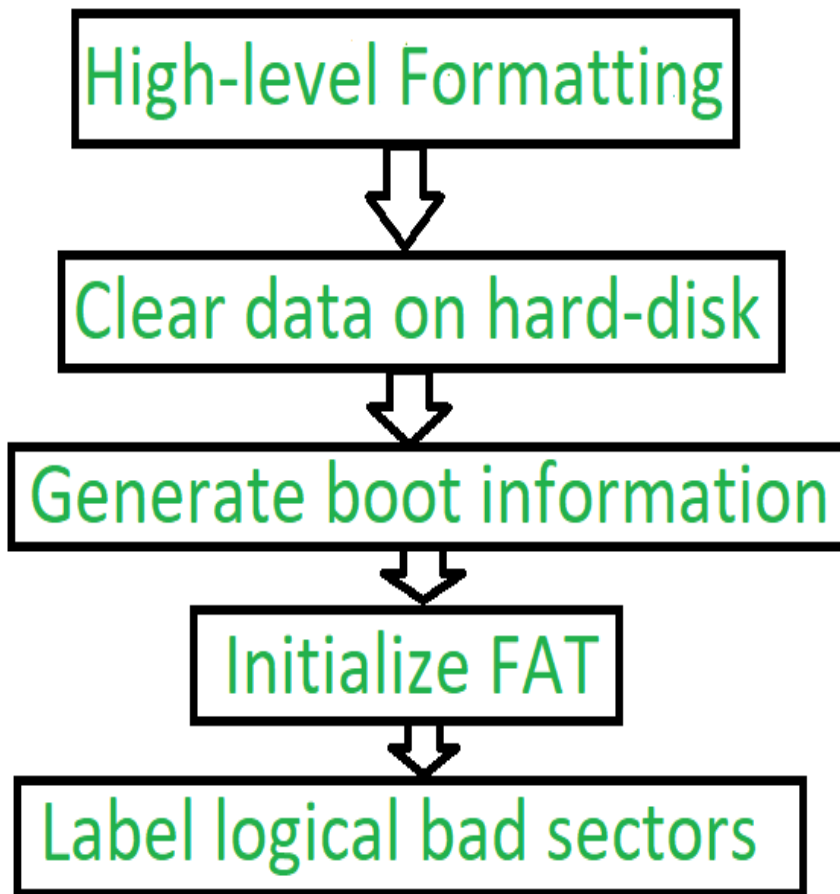 High-level Formatting
Clear data on hard-disk
Generate boot information
Initialize FAT
Label logical bad sectors